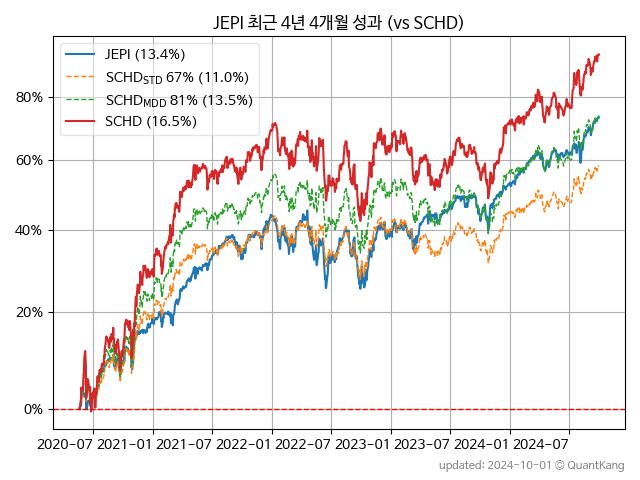 JEPI 최근 4년 4개월 성과 (vs SCHD)
JEPI (13.4%)
SCHD_STD 67% (11.0%)
SCHD_MDD 81% (13.5%)
SCHD (16.5%)
80%
60%
40%
20%
0%
2020-07 2021-01 2021-07 2022-01 2022-07 2023-01 2023-07 2024-01 2024-07
updated: 2024-10-01 © QuantKang